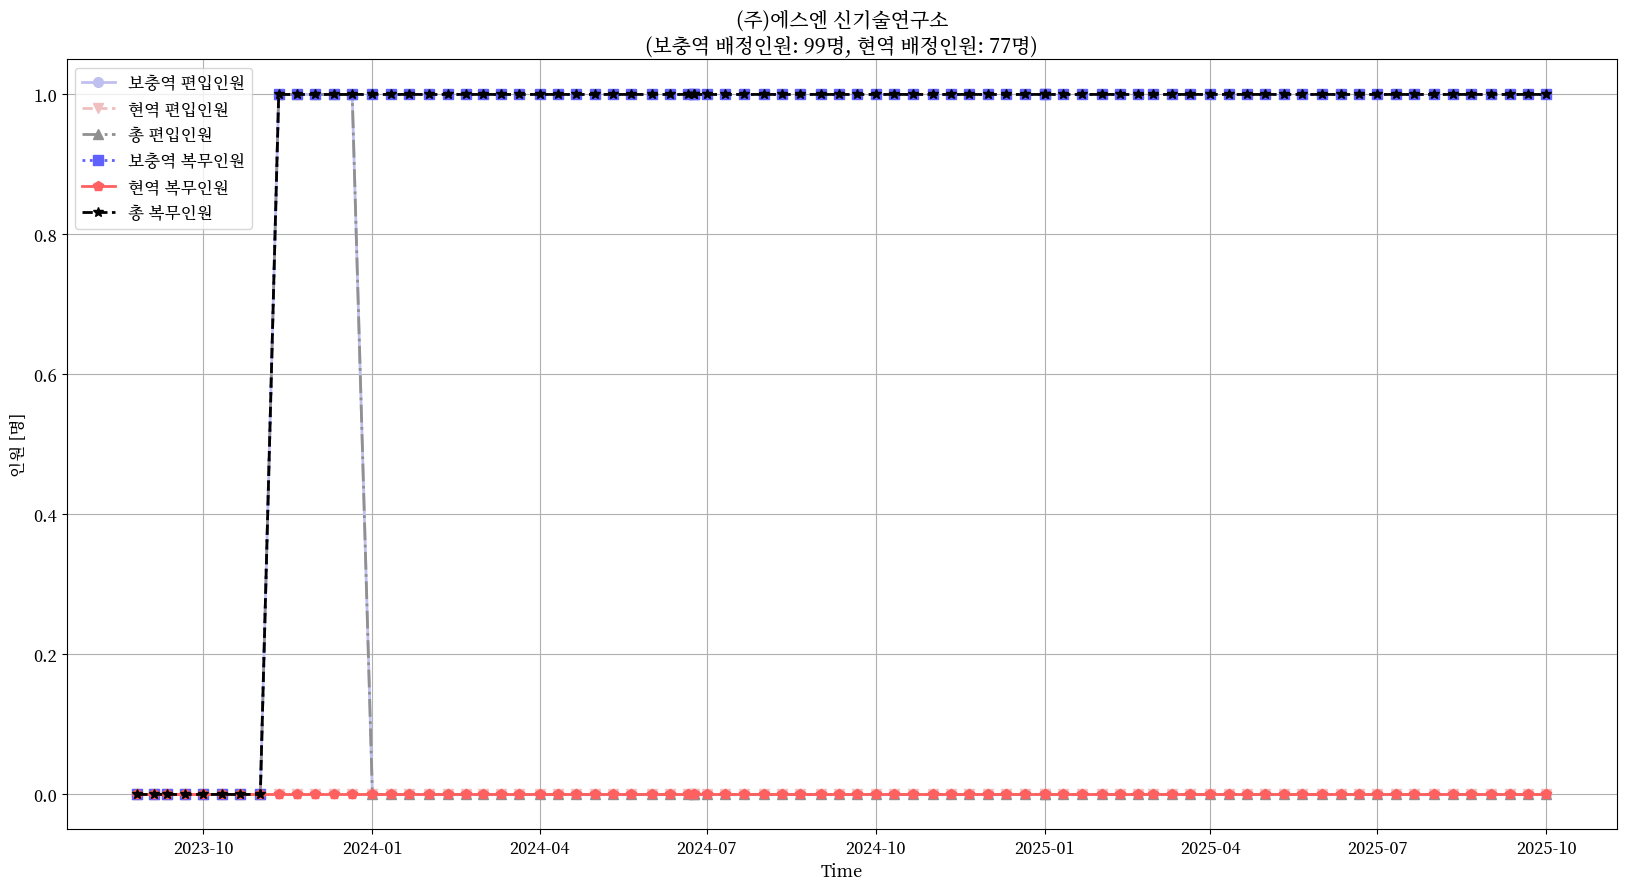 (주)에스엔 신기술연구소
(보충역 배정인원: 99명, 현역 배정인원: 77명)
보충역 편입인원
현역 편입인원
총 편입인원
보충역 복무인원
현역 복무인원
총 복무인원
1.0
0.8
0.6
0.4
0.2
0.0
인원 [명]
2023-10
2024-01
2024-04
2024-07
2024-10
2025-01
2025-04
2025-07
2025-10
Time